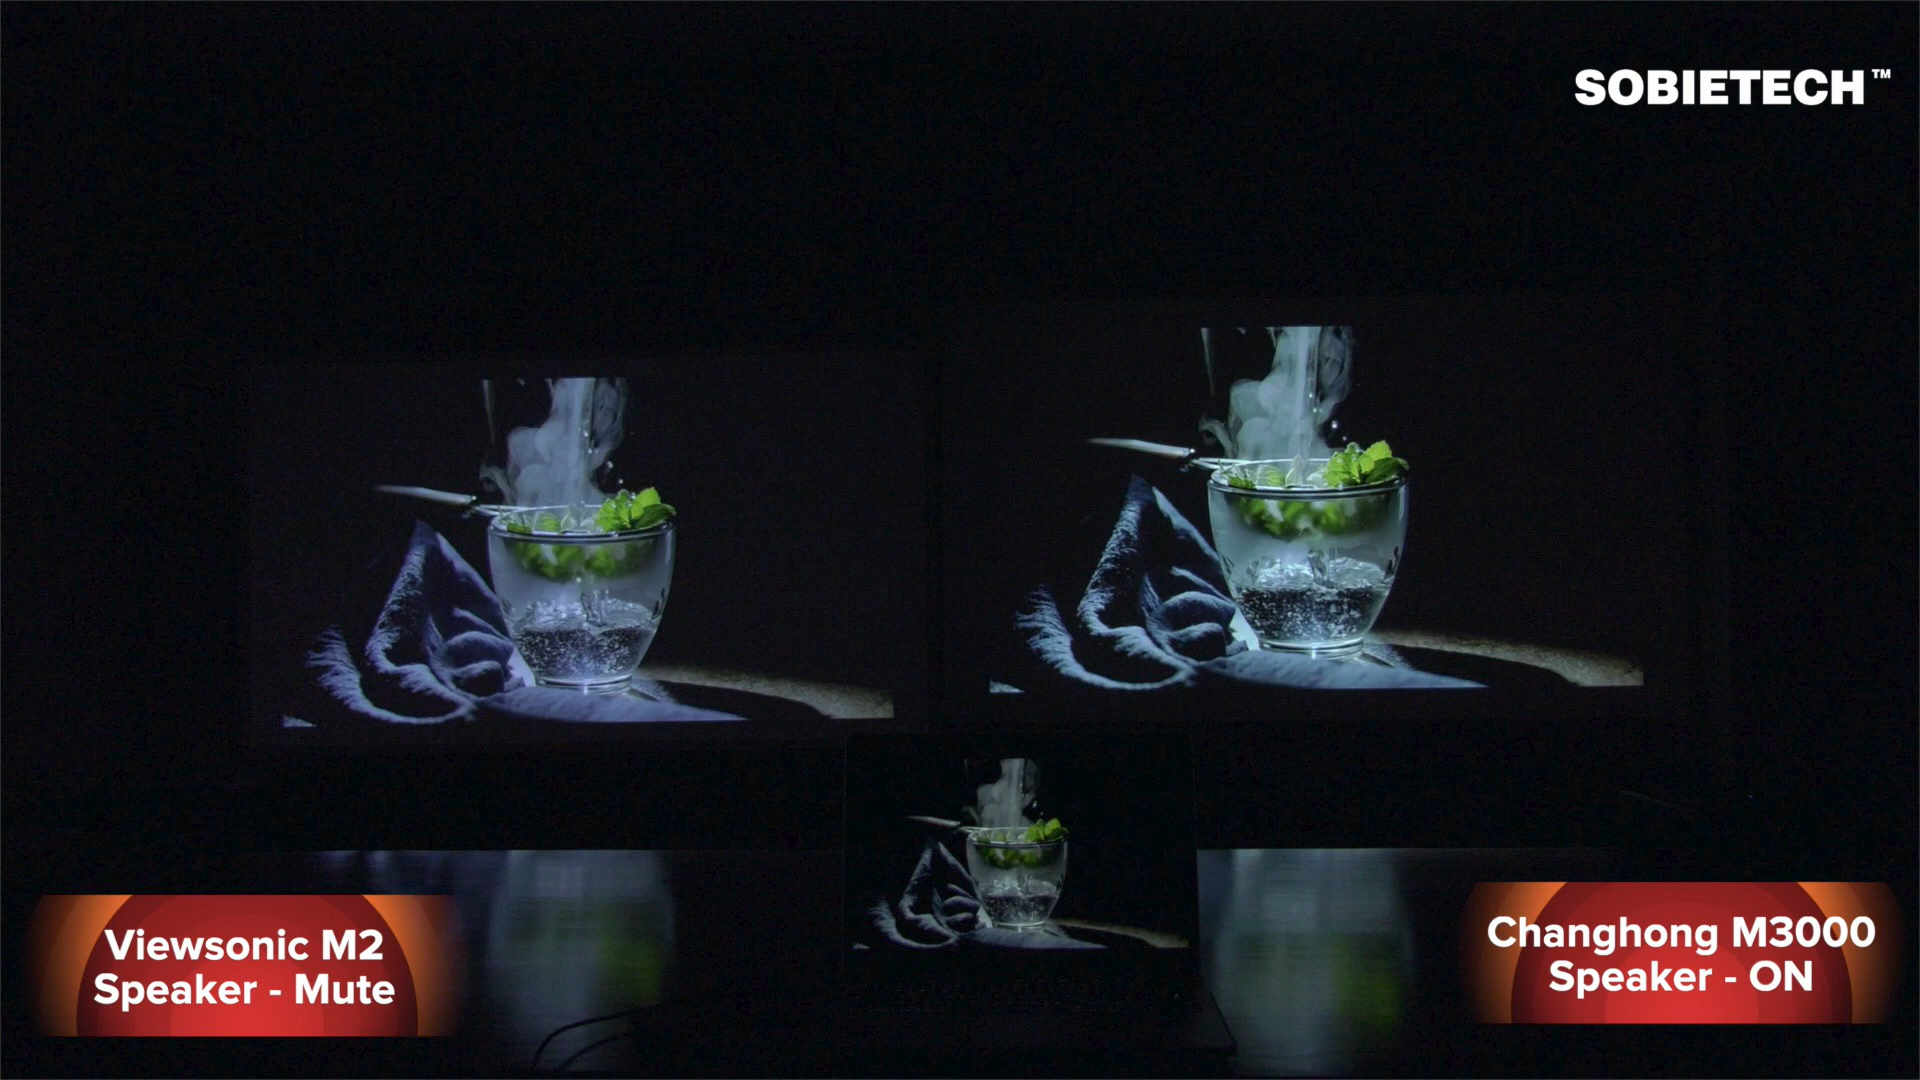 SOBIETECH™
Viewsonic M2
Speaker - Mute
Changhong M3000
Speaker - ON